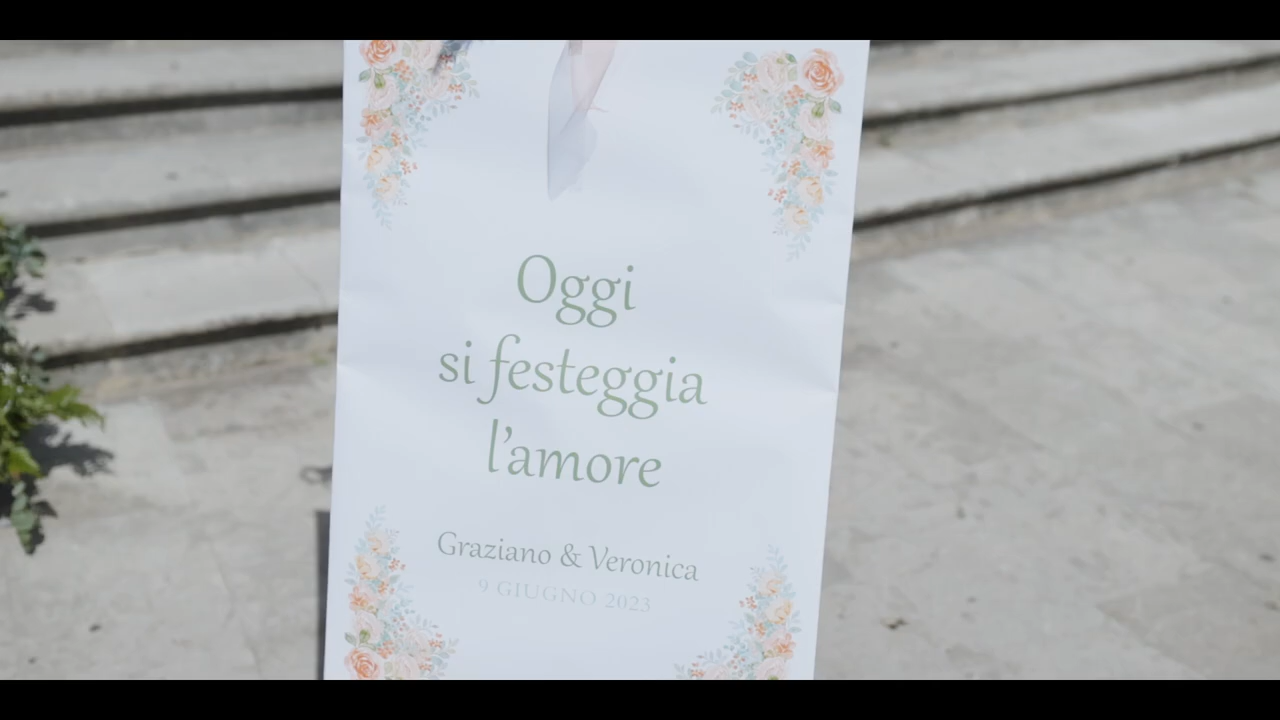 Oggi
si festeggia
l'amore
Graziano & Veronica
9 GIUGNO 2023